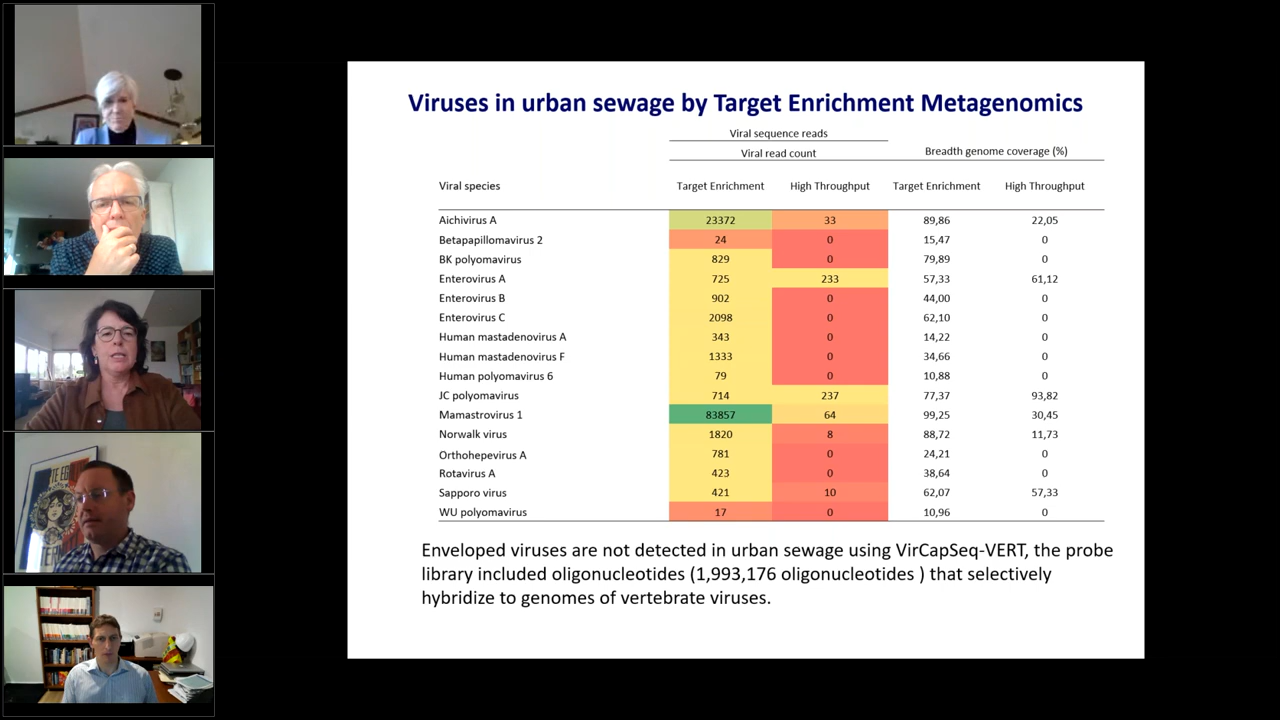 Viruses in urban sewage by Target Enrichment Metagenomics
Viral sequence reads
Viral read count
Breadth genome coverage (%)
Viral species Target Enrichment High Throughput Target Enrichment High Throughput
Aichivirus A 23372 33 89,86 22,05
Betapapillomavirus 2 24 0 15,47 0
BK polyomavirus 829 0 79,89 0
Enterovirus A 725 233 57,33 61,12
Enterovirus B 902 0 44,00 0
Enterovirus C 2098 0 62,10 0
Human mastadenovirus A 343 0 14,22 0
Human mastadenovirus F 1333 0 34,66 0
Human polyomavirus 6 79 0 10,88 0
JC polyomavirus 714 237 77,37 93,82
Mamastrovirus 1 83857 64 99,25 30,45
Norwalk virus 1820 8 88,72 11,73
Orthohepevirus A 781 0 24,21 0
Rotavirus A 423 0 38,64 0
Sapporo virus 421 10 62,07 57,33
WU polyomavirus 17 0 10,96 0
Enveloped viruses are not detected in urban sewage using VirCapSeq-VERT, the probe
library included oligonucleotides (1,993,176 oligonucleotides ) that selectively
hybridize to genomes of vertebrate viruses.